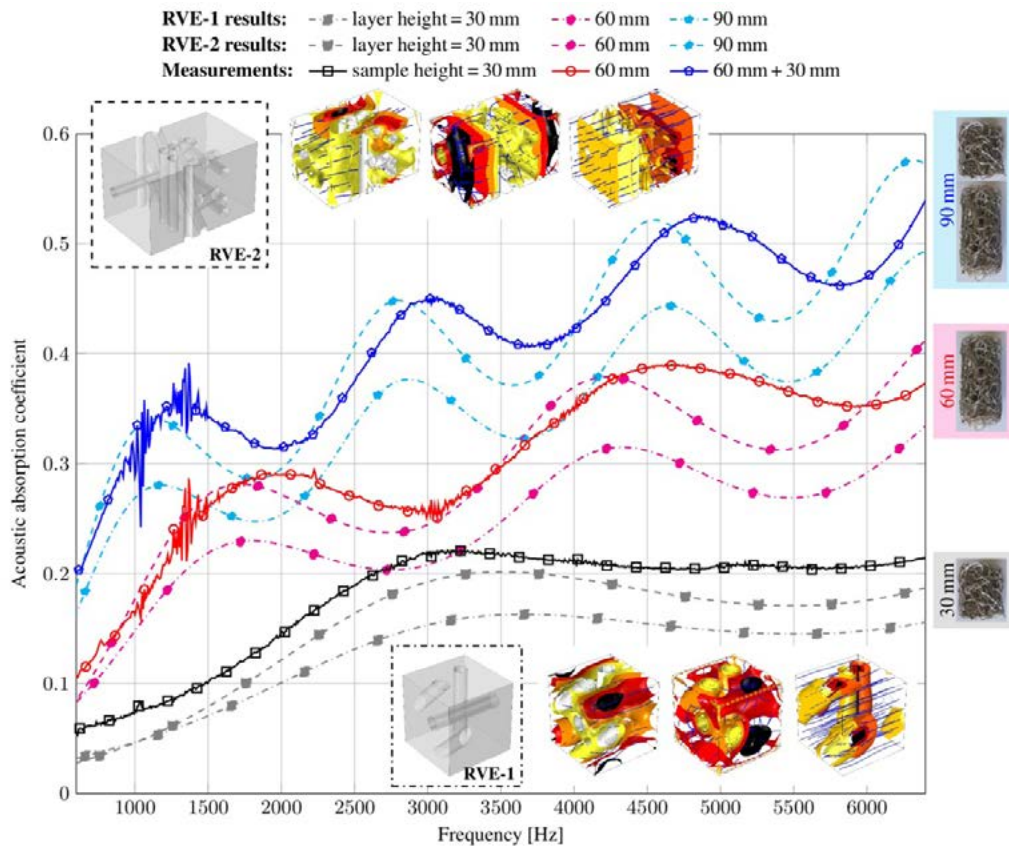 RVE-1 results: layer height = 30 mm 60 mm 90 mm
RVE-2 results: layer height = 30 mm 60 mm 90 mm
Measurements: sample height = 30 mm 60 mm 60 mm + 30 mm
0.6
0.5
0.4
0.3
0.2
0.1
0
Acoustic absorption coefficient
RVE-2
RVE-1
90 mm
60 mm
30 mm
1000 1500 2000 2500 3000 3500 4000 4500 5000 5500 6000
Frequency [Hz]